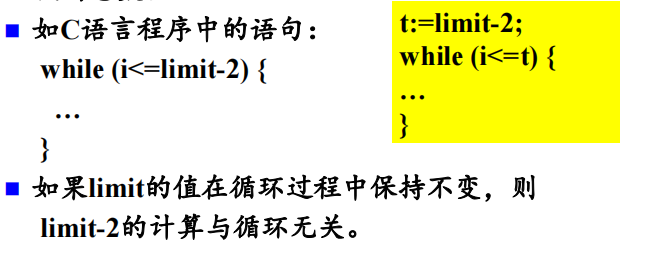 如C语言程序中的语句：
while (i<=limit-2) {
…
}
t:=limit-2;
while (i<=t) {
…
}
如果limit的值在循环过程中保持不变，则
limit-2的计算与循环无关。